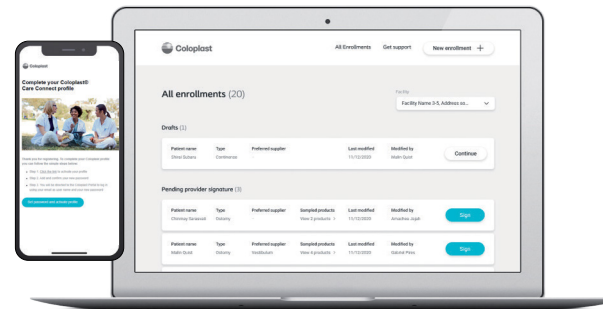 Coloplast
Complete your Coloplast®
Care Connect profile
Set password and activate profile
Coloplast
All Enrollments Get support New enrollment +
All enrollments (20)
Facility
Facility Name 3-5, Address so...
Drafts (1)
Patient name Type Preferred supplier Last modified Modified by
Continence - 11/12/2020 Malin Quist Continue
Pending provider signature (3)
Patient name Type Preferred supplier Sampled products Last modified Modified by
Ostomy View 2 products 11/12/2020 Sign
Patient name Type Preferred supplier Sampled products Last modified Modified by
Malin Quist Ostomy View 4 products 11/12/2020 Sign